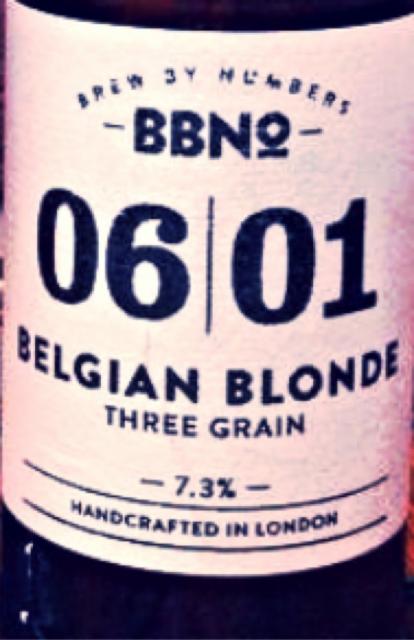 BREW BY NUMBERS
—BBNº—
06|01
BELGIAN BLONDE
THREE GRAIN
— 7.3% —
HANDCRAFTED IN LONDON